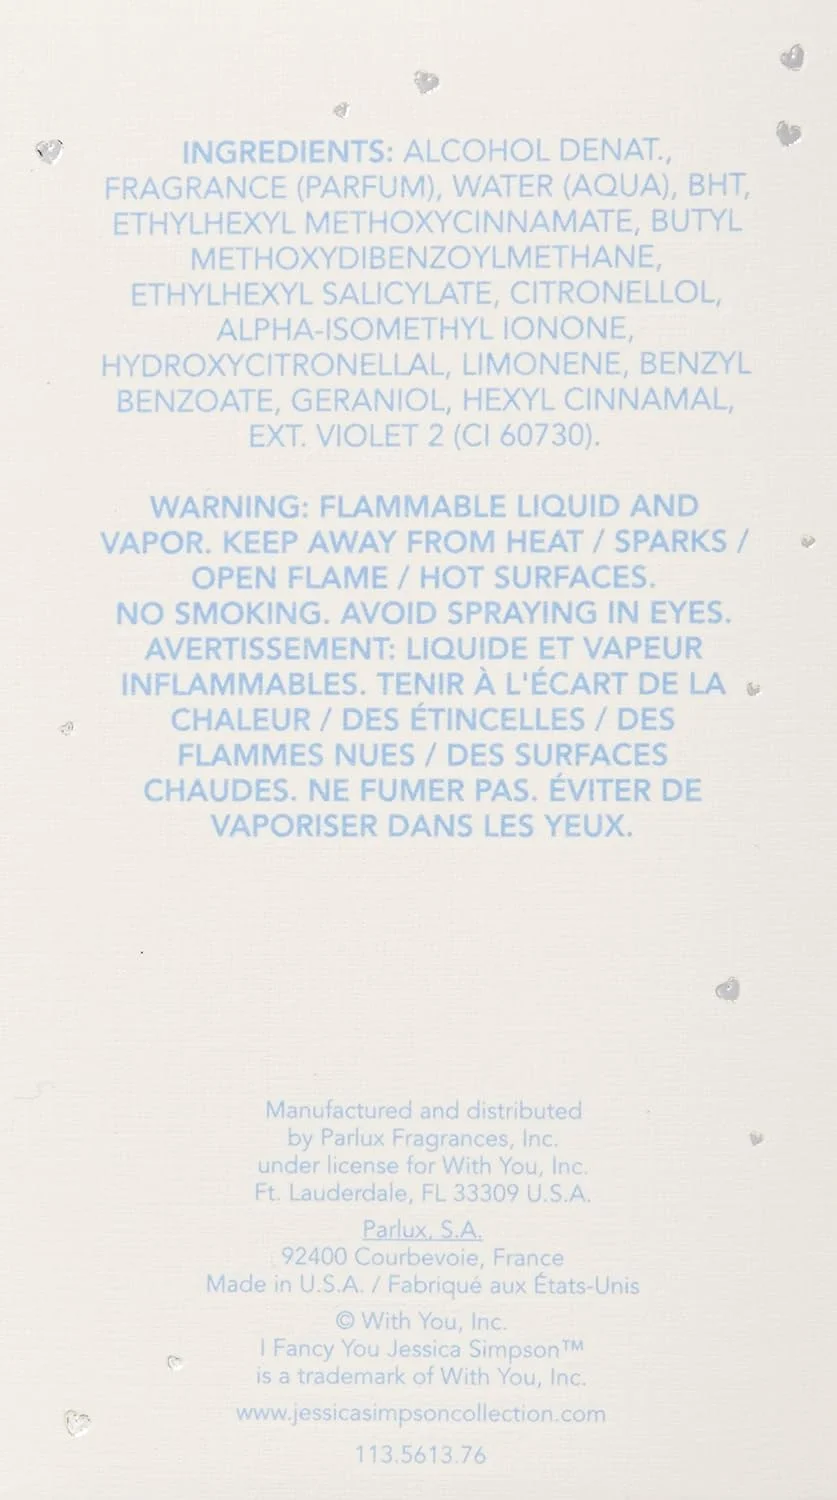 INGREDIENTS: ALCOHOL DENAT.,
FRAGRANCE (PARFUM), WATER (AQUA), BHT,
ETHYLHEXYL METHOXYCINNAMATE, BUTYL
METHOXYDIBENZOYLMETHANE,
ETHYLHEXYL SALICYLATE, CITRONELLOL,
ALPHA-ISOMETHYL IONONE,
HYDROXYCITRONELLAL, LIMONENE, BENZYL
BENZOATE, GERANIOL, HEXYL CINNAMAL,
EXT. VIOLET 2 (CI 60730).
WARNING: FLAMMABLE LIQUID AND
VAPOR. KEEP AWAY FROM HEAT / SPARKS /
OPEN FLAME / HOT SURFACES.
NO SMOKING. AVOID SPRAYING IN EYES.
AVERTISSEMENT: LIQUIDE ET VAPEUR
INFLAMMABLES. TENIR À L'ÉCART DE LA
CHALEUR / DES ÉTINCELLES / DES
FLAMMES NUES / DES SURFACES
CHAUDES. NE FUMER PAS. ÉVITER DE
VAPORISER DANS LES YEUX.
Manufactured and distributed
by Parlux Fragrances, Inc.
under license for With You, Inc.
Ft. Lauderdale, FL 33309 U.S.A.
Parlux, S.A.
92400 Courbevoie, France
Made in U.S.A. / Fabriqué aux États-Unis
© With You, Inc.
I Fancy You Jessica Simpson™
is a trademark of With You, Inc.
www.jessicasimpsoncollection.com
113.5613.76